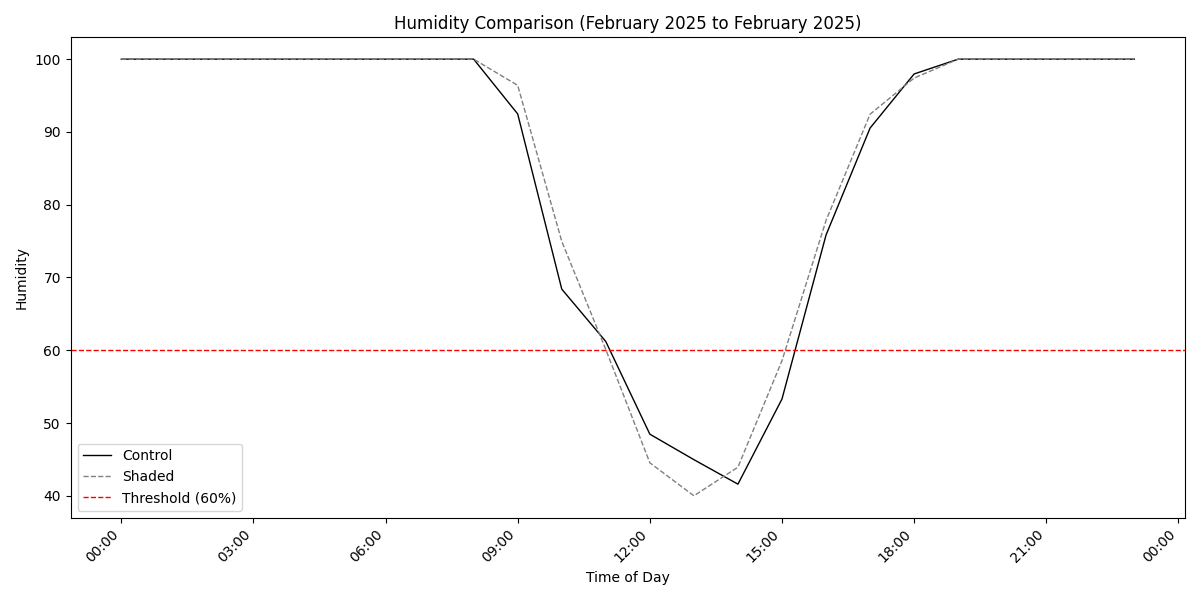 Humidity Comparison (February 2025 to February 2025)
100
90
80
70
60
50
40
Humidity
Control
Shaded
Threshold (60%)
00:00
03:00
06:00
09:00
12:00
15:00
18:00
21:00
00:00
Time of Day